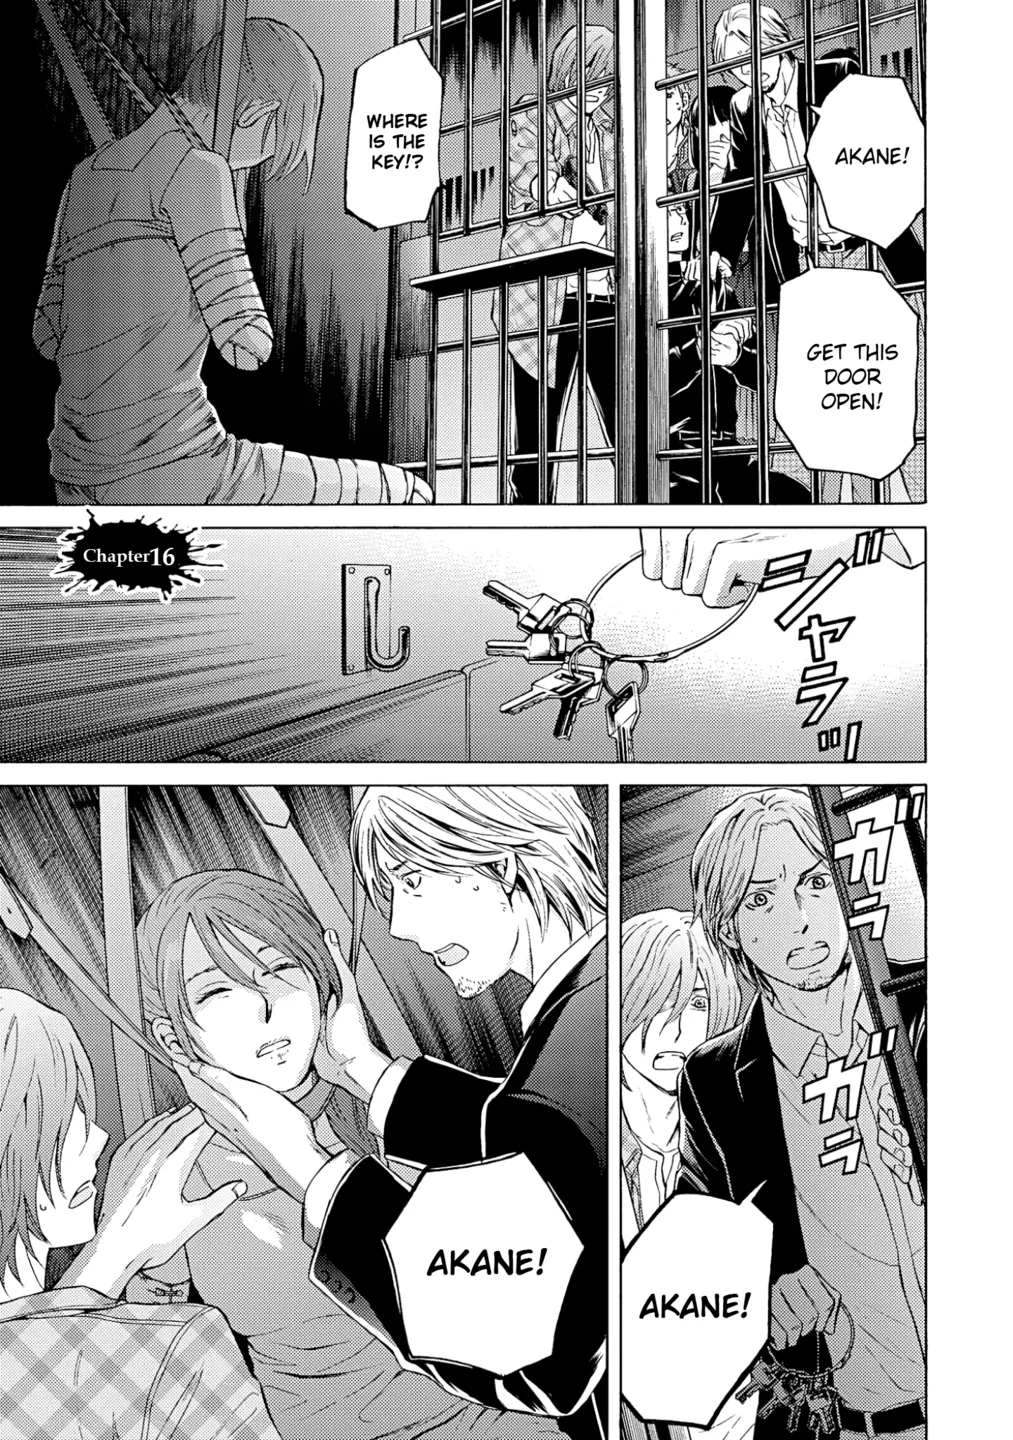 AKANE!
WHERE
IS THE
KEY!?
GET THIS
DOOR
OPEN!
Chapter16
ジャラッ
ガラ
ガラ
AKANE!
AKANE!